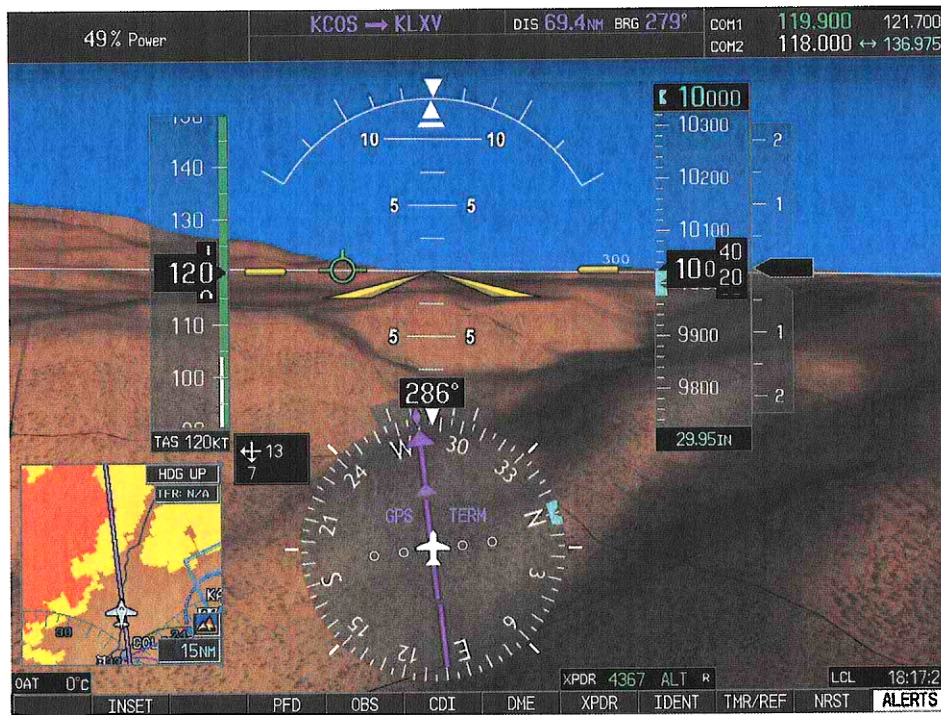 49% Power
KCOS → KLXV
DIS 69.4NM BRG 279°
COM1 119.900 121.700
COM2 118.000 ↔ 136.975
10000
10 10
150
140
130
120
110
100
TAS 120KT
5 5
5 5
300
10300
10200
10100
100
40
20
9900
9800
29.95IN
2
1
1
2
13
7
286°
W 30 33 N 3 6 E 12 15 S 21 24
GPS TERM
HDG UP
TER: N/A
15NM
OAT 0°C
XPDR 4367 ALT R
LCL 18:17:2
INSET PFD OBS CDI DME XPDR IDENT TMR/REF NRST ALERTS